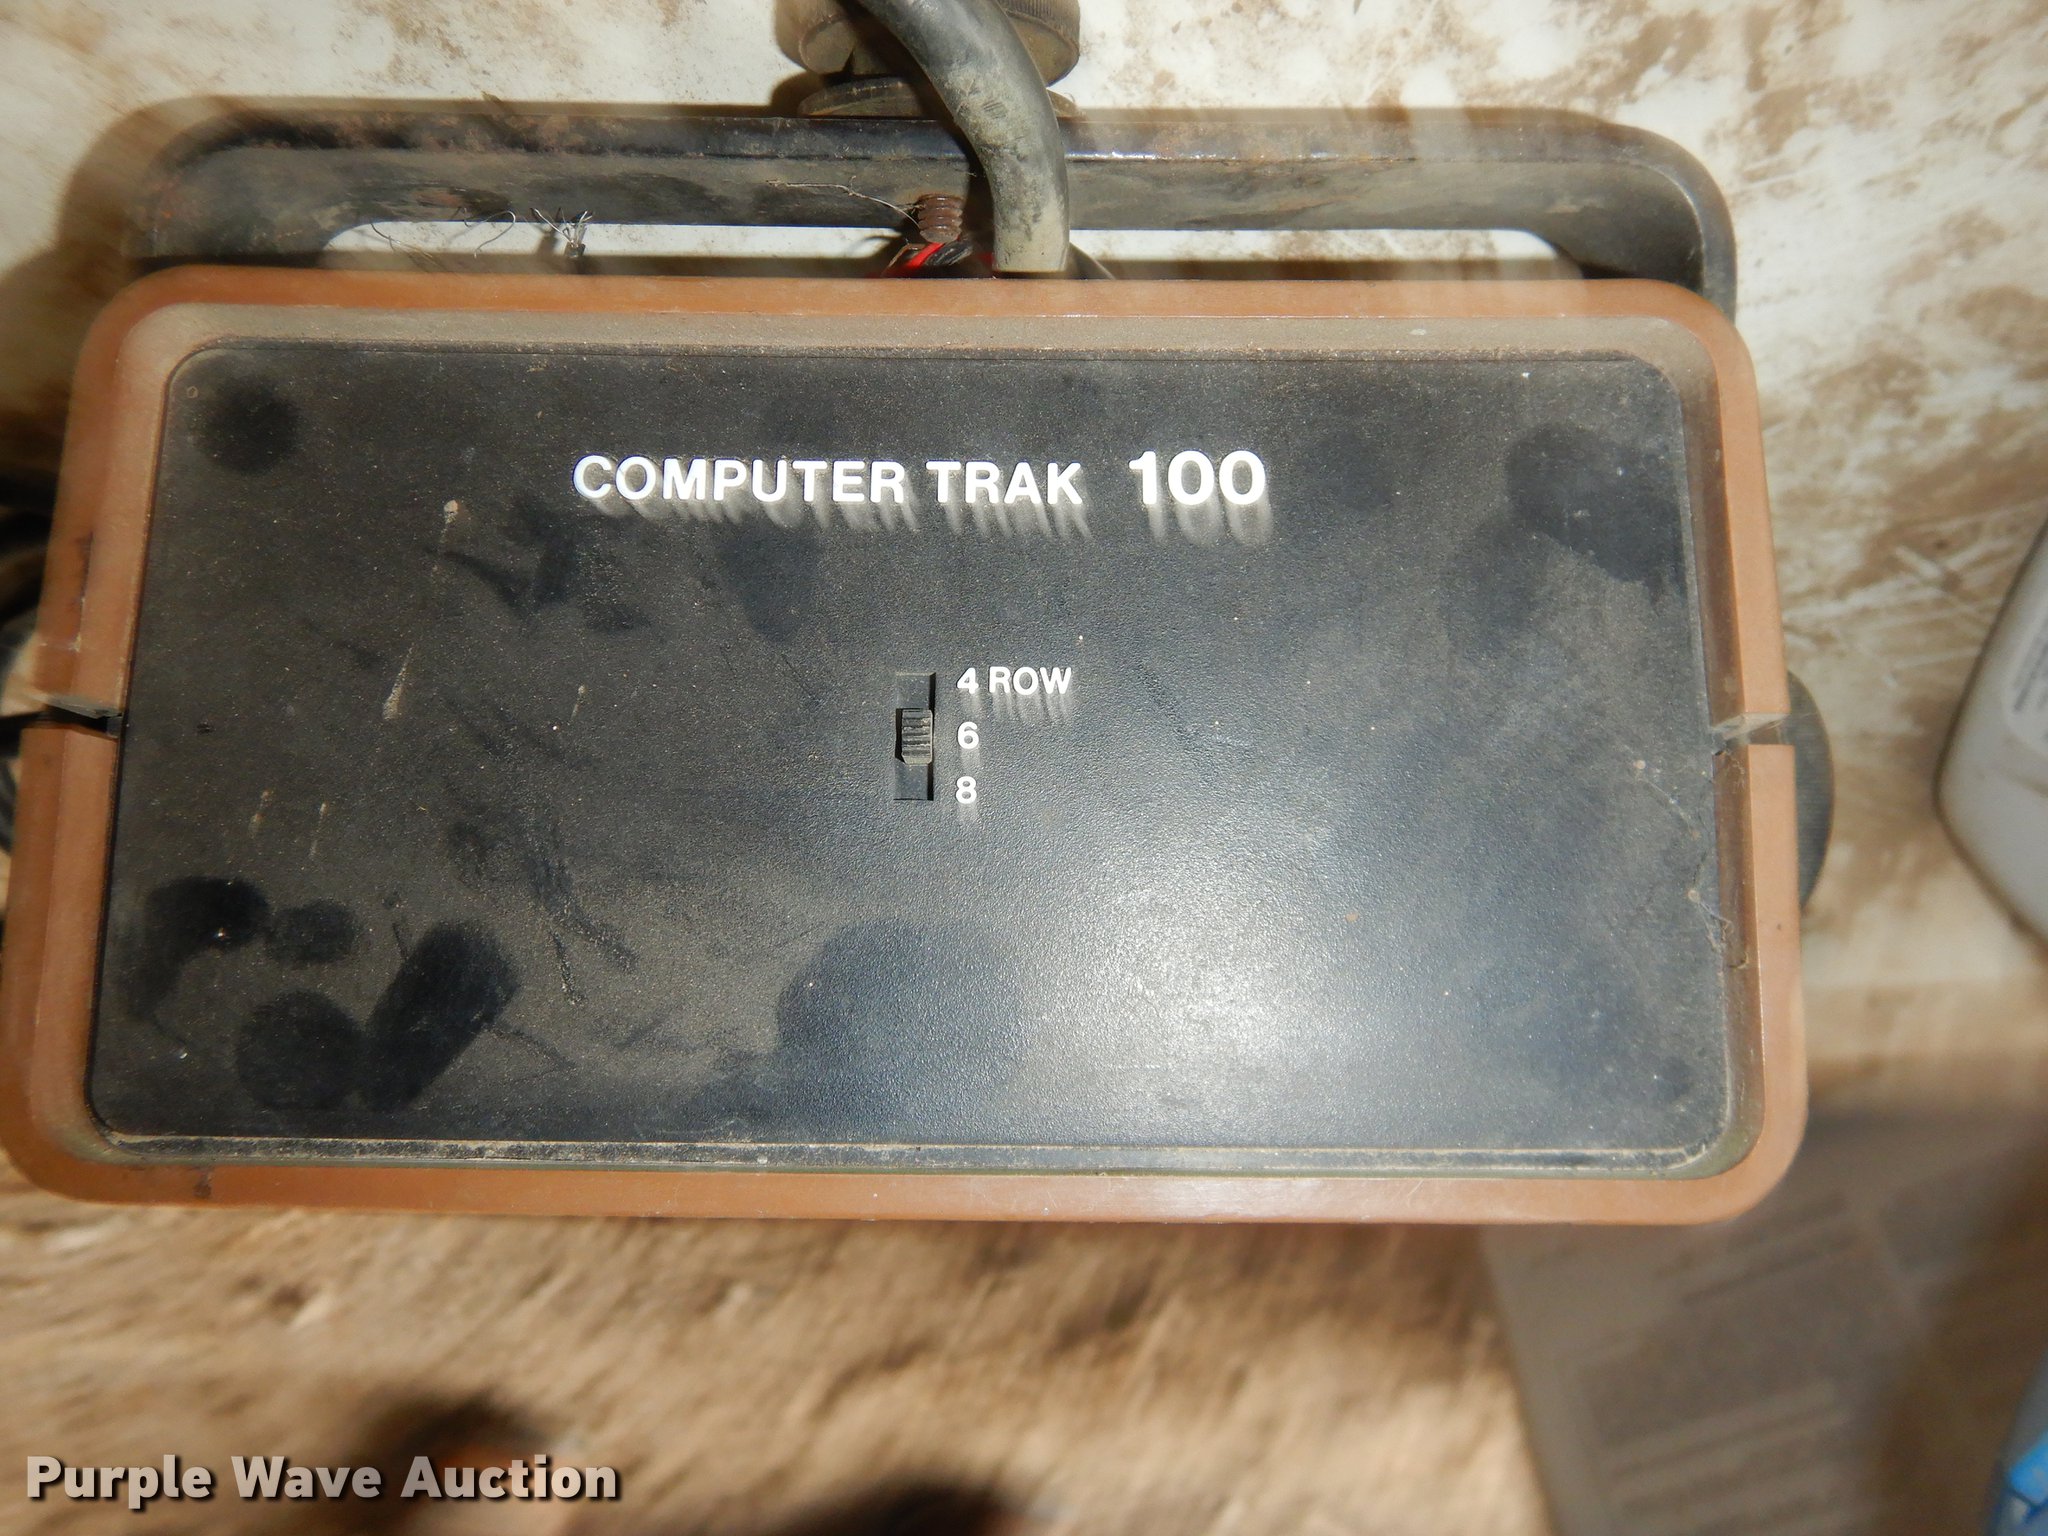 COMPUTER TRAK 100
4 ROW
6
8
Purple Wave Auction